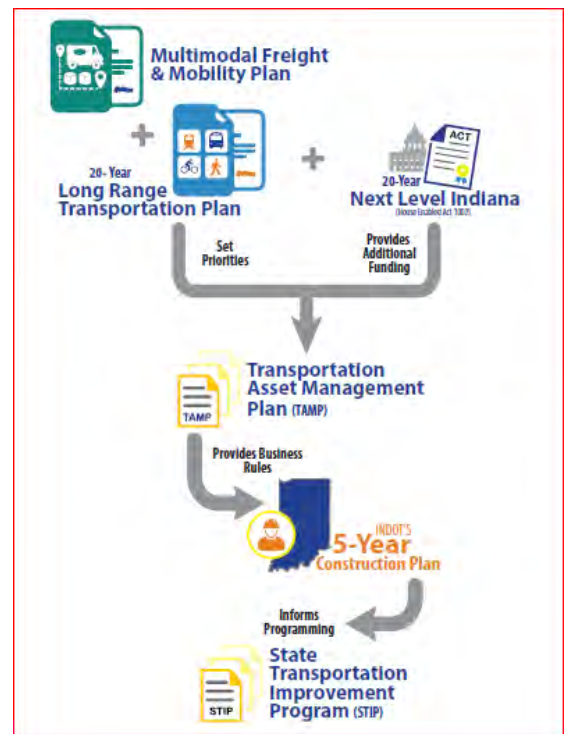 Multimodal Freight
& Mobility Plan
ACT
20- Year
Long Range
Transportation Plan
20-Year
Next Level Indiana
(House Enabled Act 1002)
Set
Priorities
Provides
Additional
Funding
Transportation
Asset Management
Plan (TAMP)
TAMP
Provides Business
Rules
INDOT'S
5-Year
Construction Plan
Informs
Programming
State
Transportation
Improvement
Program (STIP)
STIP